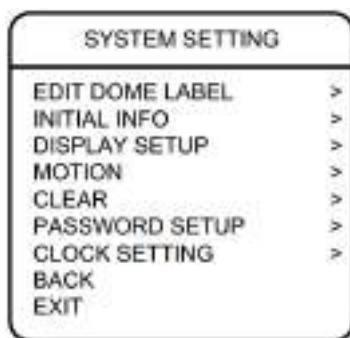 SYSTEM SETTING
EDIT DOME LABEL >
INITIAL INFO >
DISPLAY SETUP >
MOTION >
CLEAR >
PASSWORD SETUP >
CLOCK SETTING >
BACK
EXIT